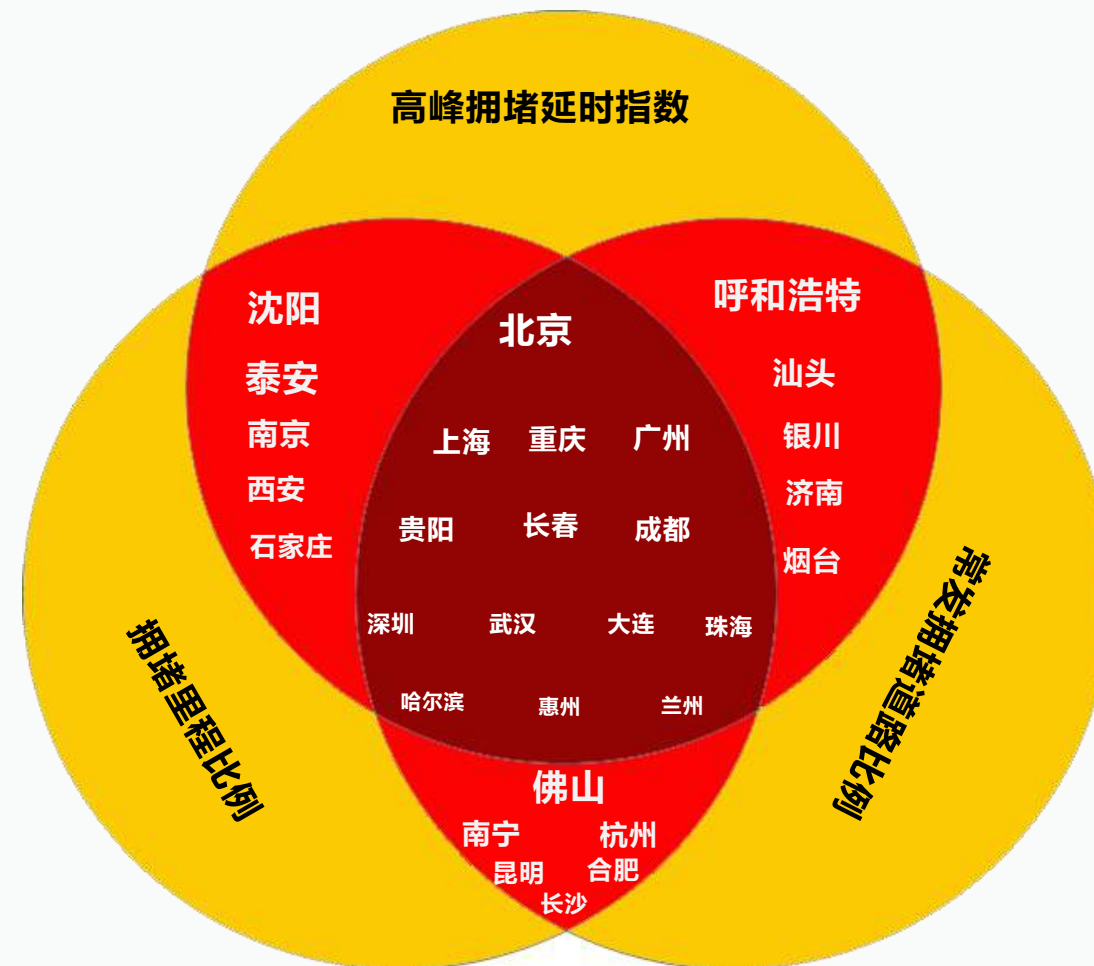 高峰拥堵延时指数
沈阳
泰安
南京
西安
石家庄
北京
上海 重庆 广州
贵阳 长春 成都
深圳 武汉 大连 珠海
哈尔滨 惠州 兰州
呼和浩特
汕头
银川
济南
烟台
拥堵里程比例
常发拥堵道路比例
佛山
南宁 杭州
昆明 合肥
长沙